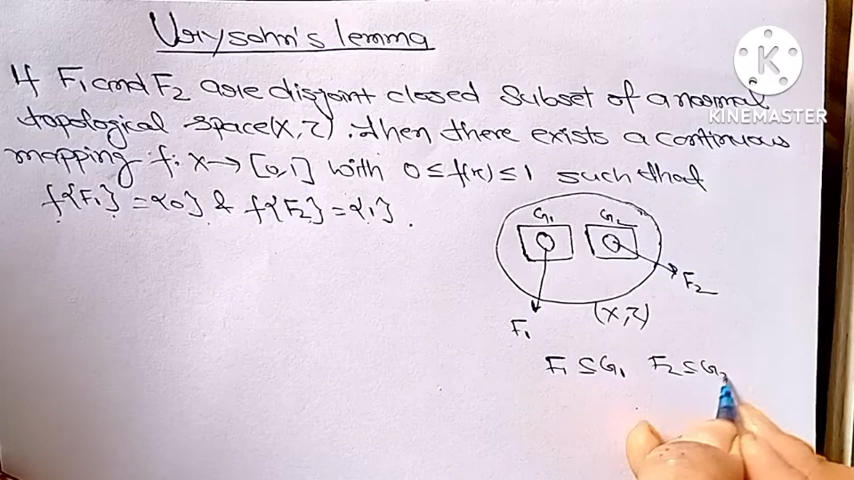 Urysohn's lemma
If F₁ and F₂ are disjoint closed subset of a normal
topological space (X, τ). then there exists a continuous
mapping f: X → [0,1] with 0 ≤ f(x) ≤ 1 such that
f{F₁} = {0} & f{F₂} = {1}.
G₁ G₂
F₂
F₁
(X, τ)
F₁ ⊆ G₁ F₂ ⊆ G₂
K
KINEMASTER